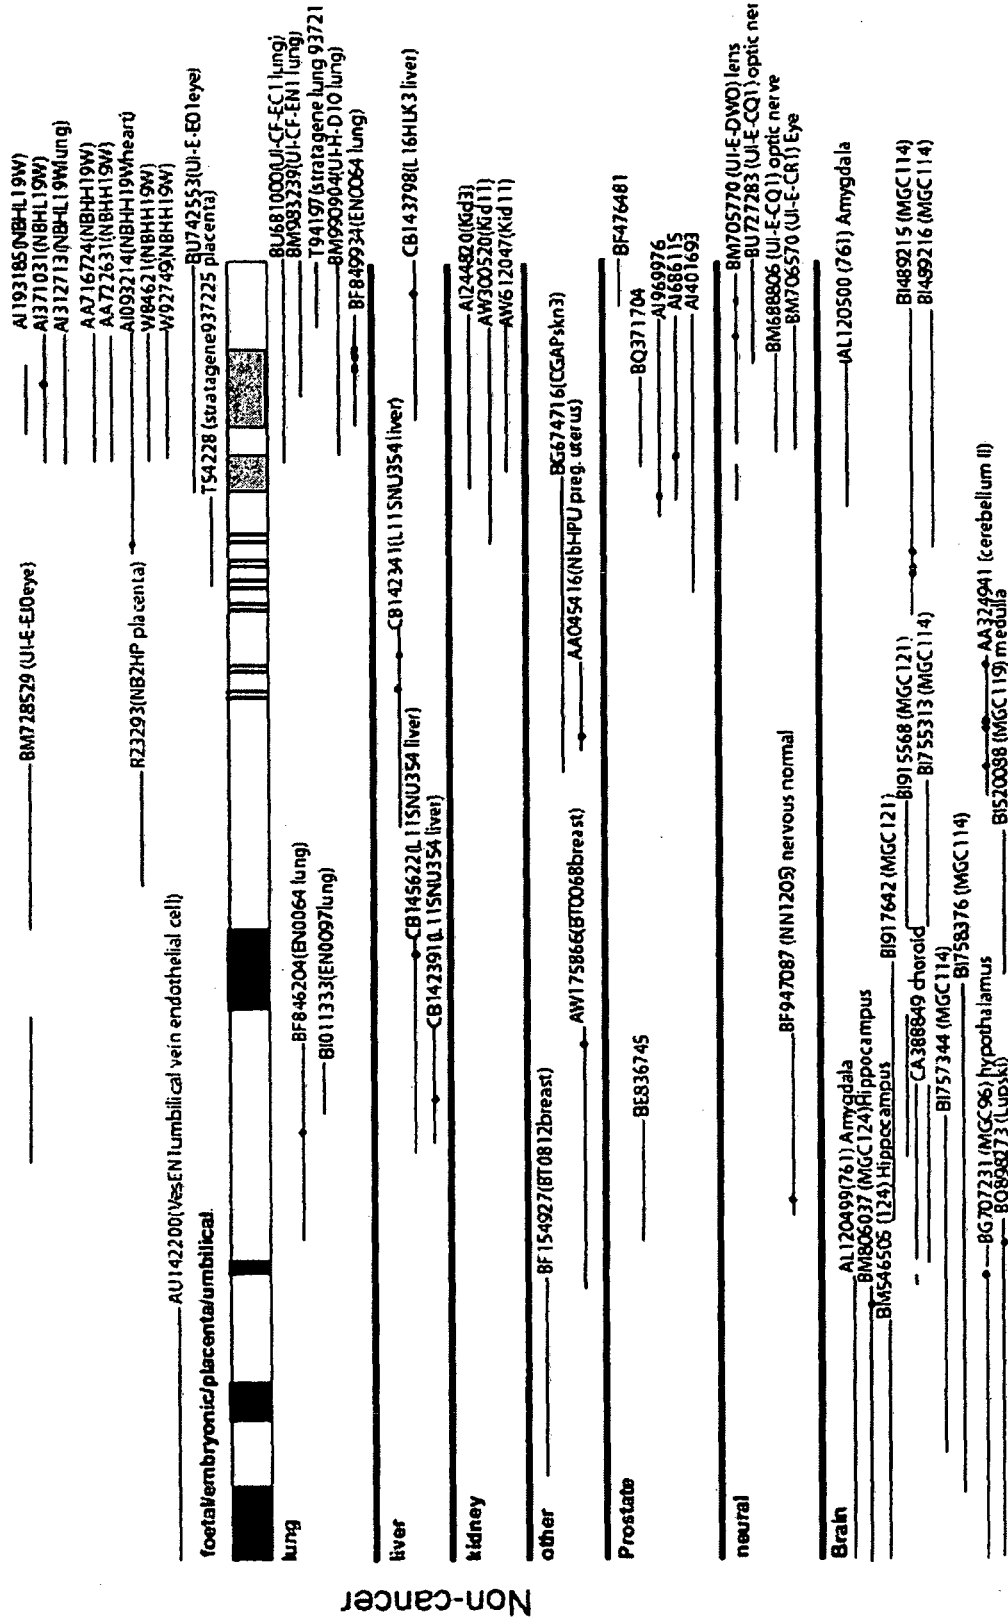 Non-cancer
BM728529 (UI-E-EJ0eye)
AI193185(NBHL19W)
AI371031(NBHL19W)
AI312713(NBHL19Wlung)
AA716724(NBHH19W)
AA722631(NBHH19W)
R23293(NB2HP placenta)
AI093214(NBHH19Wheart)
W84621(NBHH19W)
W92749(NBHH19W)
AU142200(VesEN1umbilical vein endothelial cell)
BU742553(UI-E-E01eye)
T54228 (stratagene937225 placenta)
foetal/embryonic/placenta/umbilical
lung
BU681000(UI-CF-EC1 lung)
BM983239(UI-CF-EN1 lung)
BF846204(EN0064 lung)
T94197(stratagene lung 93721
BI011333(EN0097lung)
BM990904(UI-H-D10 lung)
BF849934(EN0064 lung)
liver
CB142341(L11SNU354 liver)
CB143798(L16HLK3 liver)
CB145622(L11SNU354 liver)
CB142391(L11SNU354 liver)
kidney
AI244820(Kid3)
AW300520(Kid11)
AW612047(Kid11)
other
BF154927(BT0812breast)
BG674716(CGAPskn3)
AW175866(BT0068breast)
AA045416(NbHPU preg. uterus)
Prostate
BF476481
BE836745
BQ371704
AI969976
AI686115
AI401693
neural
BM705770 (UI-E-DW0) lens
BU727283 (UI-E-CQ1) optic ner
BM688806 (UI-E-CQ1) optic nerve
BF947087 (NN1205) nervous normal
BM706570 (UI-E-CR1) Eye
Brain
AL120499(761) Amygdala
AL120500 (761) Amygdala
BM806037 (MGC124)Hippocampus
BM546505 (124) Hippocampus
BI917642 (MGC121)
BI915568 (MGC121)
BI489215 (MGC114)
CA388849 choroid
BI755313 (MGC114)
BI489216 (MGC114)
BI757344 (MGC114)
BI758376 (MGC114)
BG707231 (MGC96) hypothalamus
AA324941 (cerebellum II)
BQ898273 (Lupski)
BI520088 (MGC119) medulla